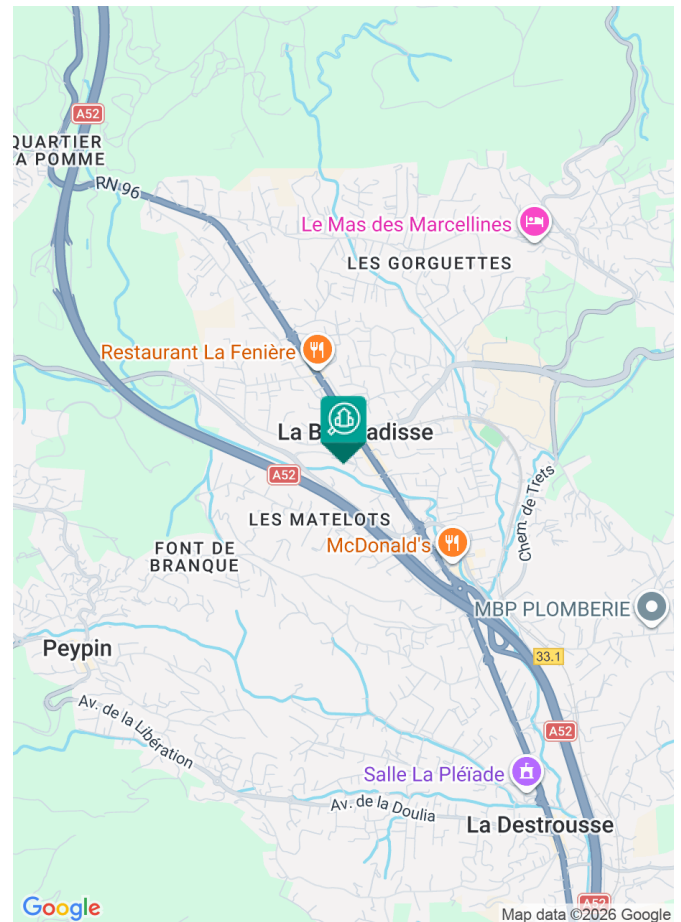 A52
QUARTIER
A POMME
RN 96
Le Mas des Marcellines
LES GORGUETTES
Restaurant La Fenière
La B adisse
A52
LES MATELOTS
Chem. de Trets
FONT DE
BRANQUE
McDonald's
MBP PLOMBERIE
Peypin
33.1
Av. de la Libération
A52
Salle La Pléïade
Av. de la Doulia
La Destrousse
A52
Google
Map data ©2026 Google